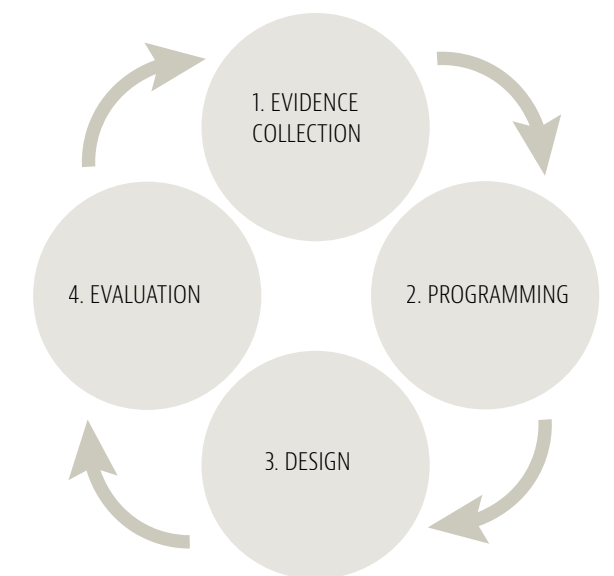 1. EVIDENCE
COLLECTION
2. PROGRAMMING
3. DESIGN
4. EVALUATION